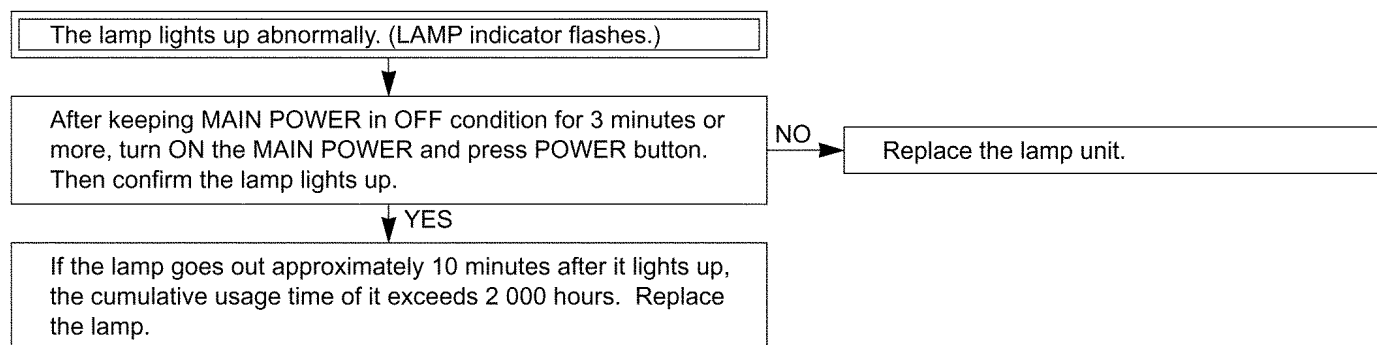 The lamp lights up abnormally. (LAMP indicator flashes.)
After keeping MAIN POWER in OFF condition for 3 minutes or
more, turn ON the MAIN POWER and press POWER button.
Then confirm the lamp lights up.
NO
Replace the lamp unit.
YES
If the lamp goes out approximately 10 minutes after it lights up,
the cumulative usage time of it exceeds 2 000 hours. Replace
the lamp.